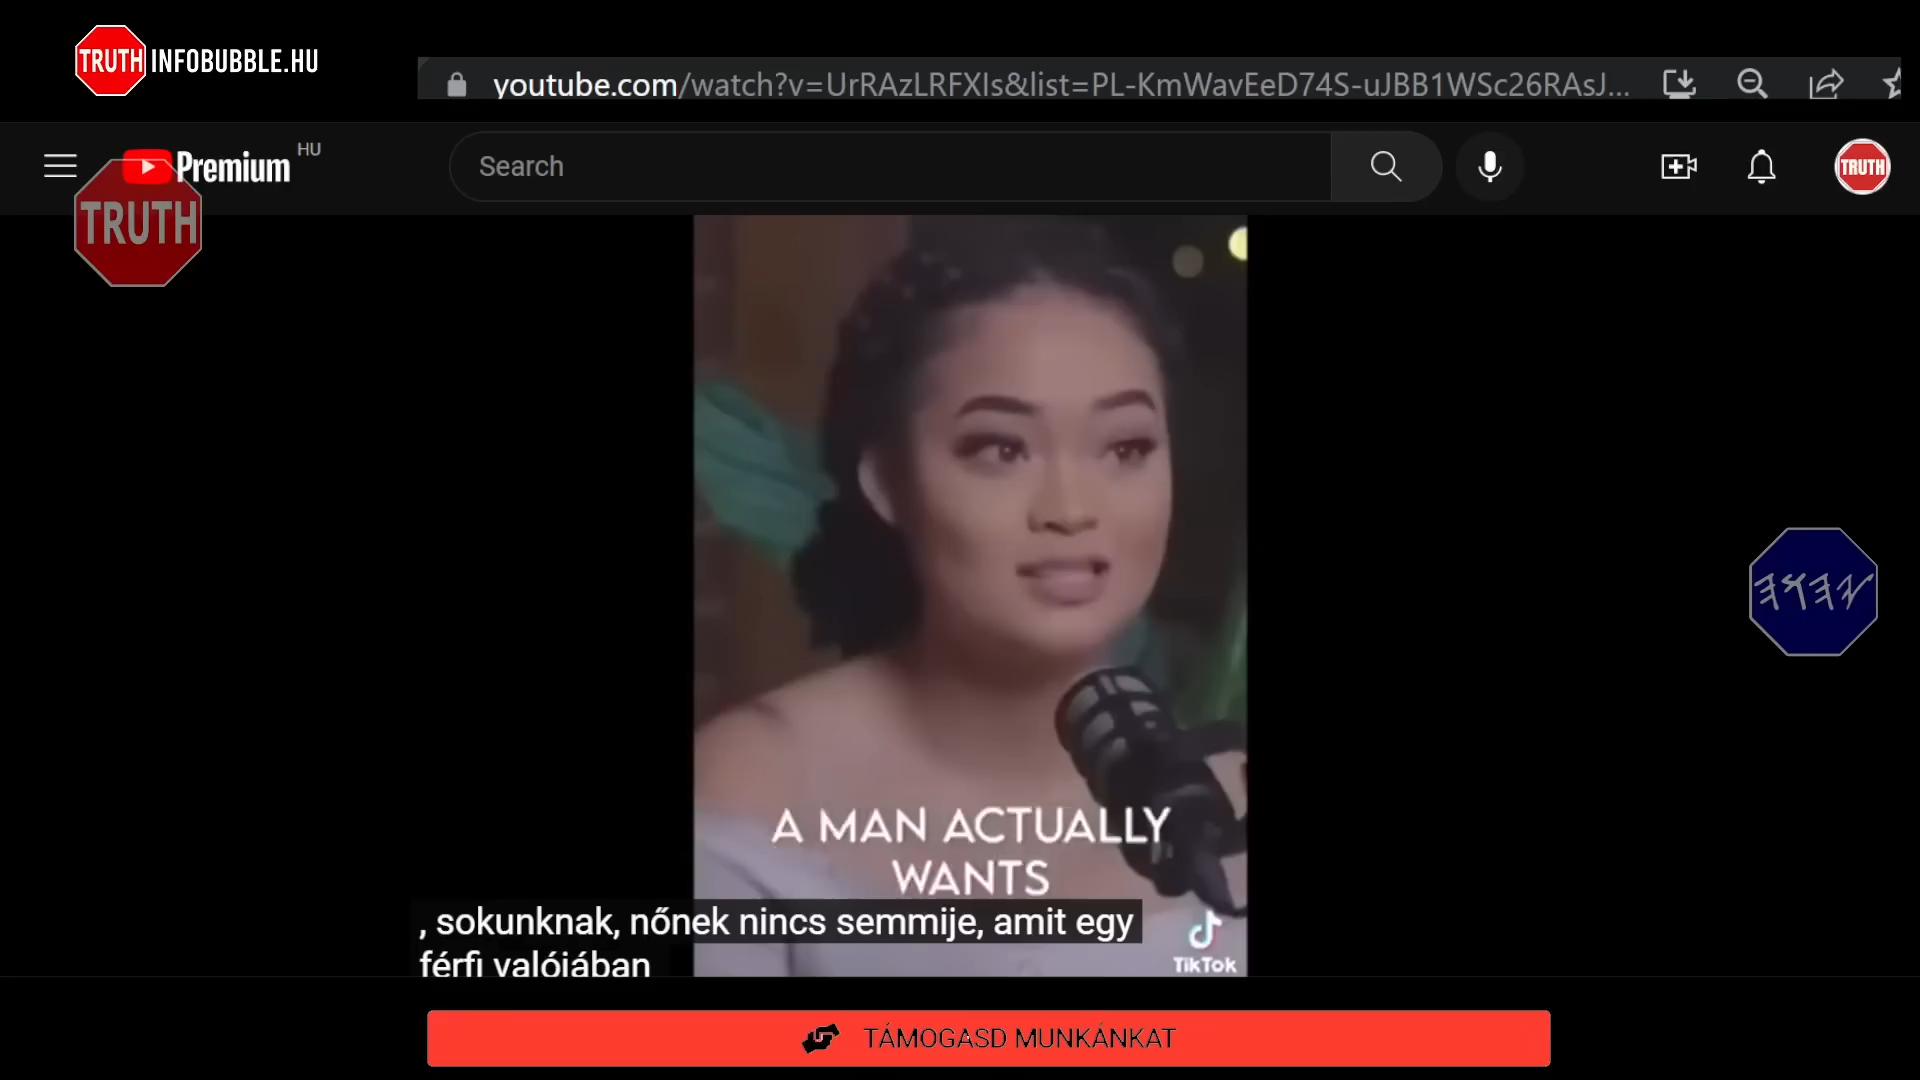 TRUTH INFOBUBBLE.HU
youtube.com/watch?v=UrRAzLRFXIs&list=PL-KmWavEeD74S-uJBB1WSc26RAsJ...
Premium HU
Search
TRUTH
TRUTH
A MAN ACTUALLY
WANTS
, sokunknak, nőnek nincs semmije, amit egy
férfi valójában
TikTok
TÁMOGASD MUNKÁNKAT